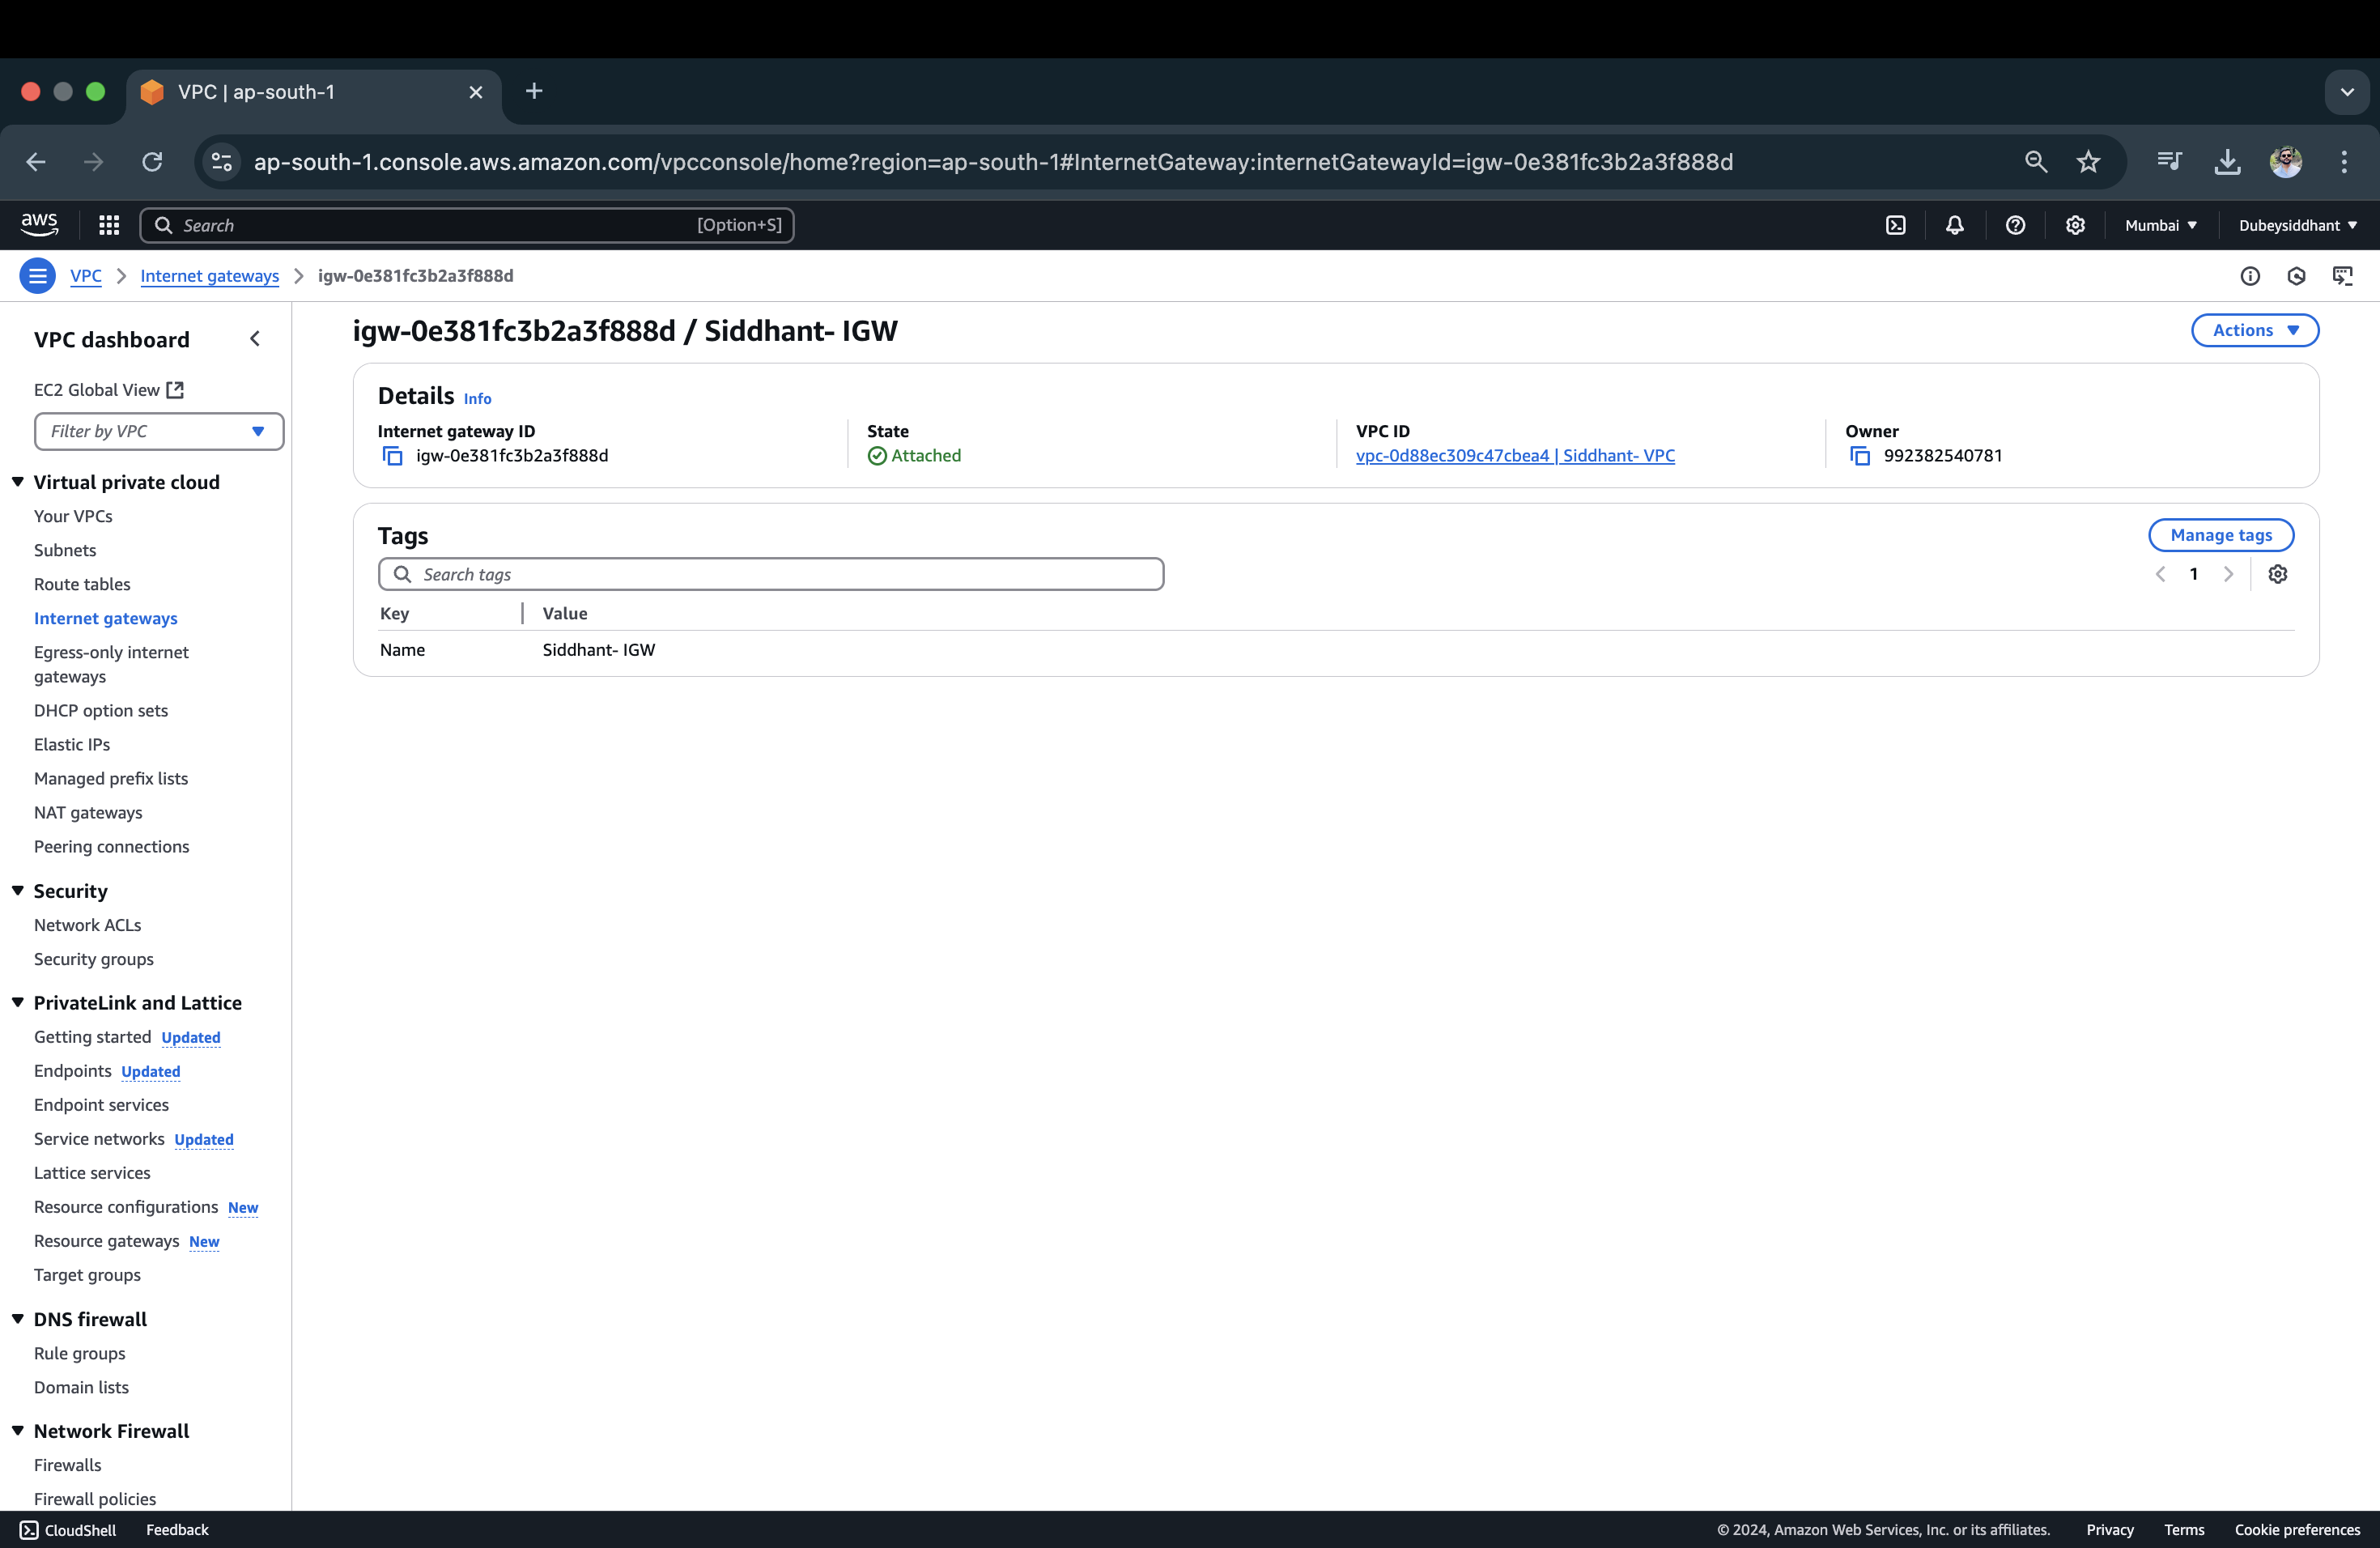 VPC | ap-south-1
ap-south-1.console.aws.amazon.com/vpcconsole/home?region=ap-south-1#InternetGateway:internetGatewayId=igw-0e381fc3b2a3f888d
aws Search [Option+S] Mumbai Dubeysiddhant
VPC Internet gateways igw-0e381fc3b2a3f888d
VPC dashboard
EC2 Global View
Filter by VPC
Virtual private cloud
Your VPCs
Subnets
Route tables
Internet gateways
Egress-only internet
gateways
DHCP option sets
Elastic IPs
Managed prefix lists
NAT gateways
Peering connections
Security
Network ACLs
Security groups
PrivateLink and Lattice
Getting started Updated
Endpoints Updated
Endpoint services
Service networks Updated
Lattice services
Resource configurations New
Resource gateways New
Target groups
DNS firewall
Rule groups
Domain lists
Network Firewall
Firewalls
Firewall policies
igw-0e381fc3b2a3f888d / Siddhant- IGW
Actions
Details Info
Internet gateway ID
igw-0e381fc3b2a3f888d
State
Attached
VPC ID
vpc-0d88ec309c47cbea4 | Siddhant- VPC
Owner
992382540781
Tags
Manage tags
Search tags
1
Key Value
Name Siddhant- IGW
CloudShell Feedback © 2024, Amazon Web Services, Inc. or its affiliates. Privacy Terms Cookie preferences